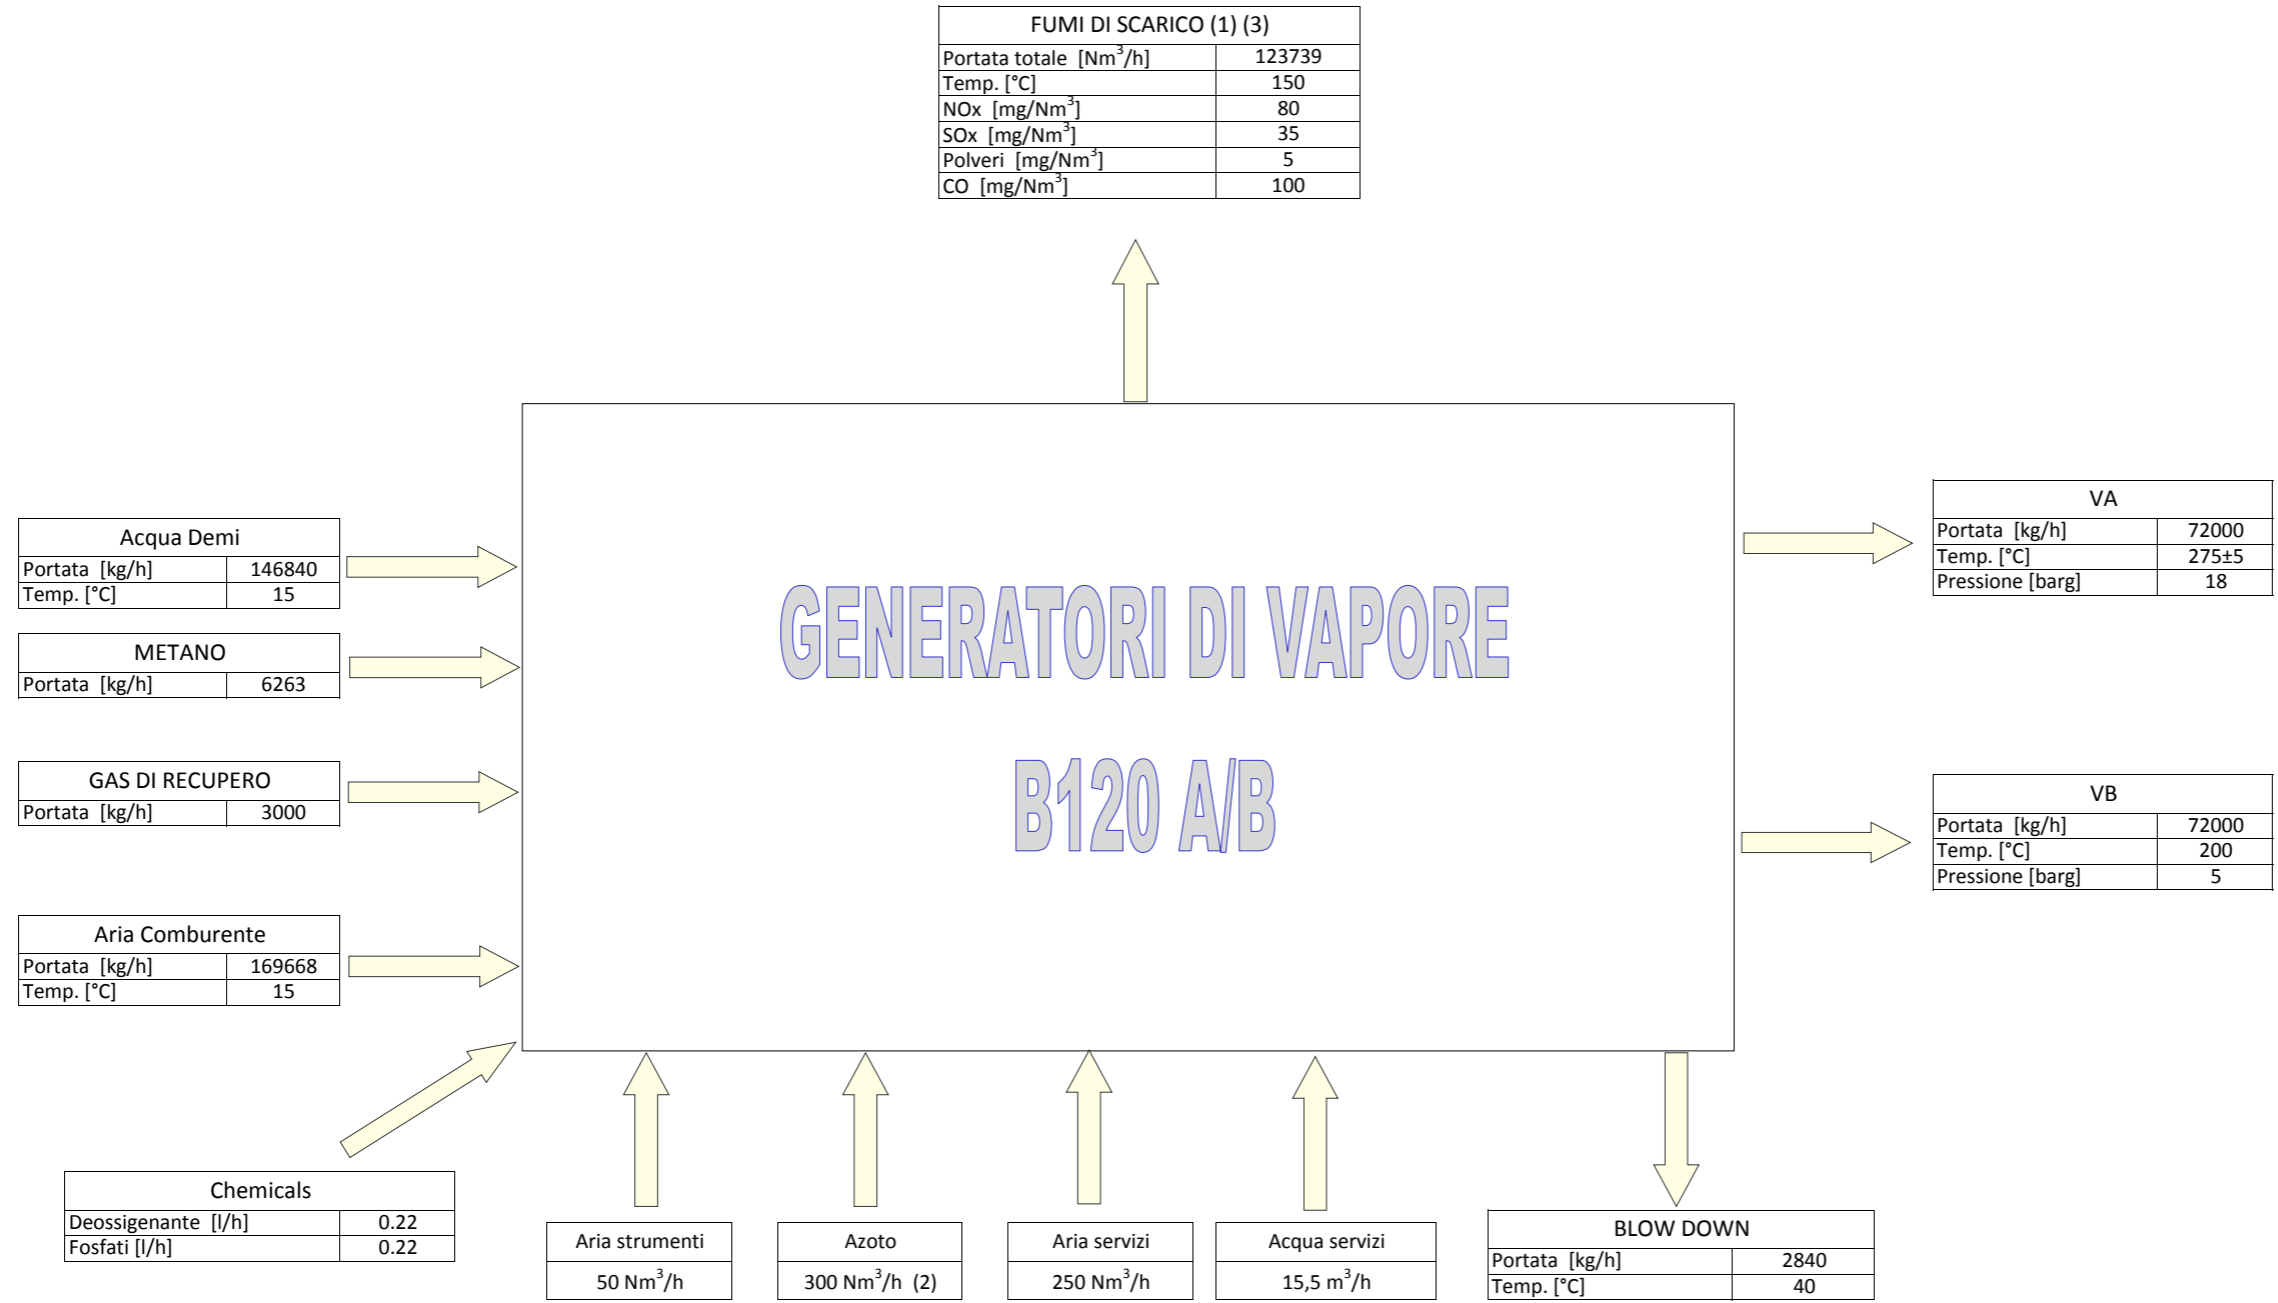 FUMI DI SCARICO (1) (3)
Portata totale [Nm³/h] 123739
Temp. [°C] 150
NOx [mg/Nm³] 80
SOx [mg/Nm³] 35
Polveri [mg/Nm³] 5
CO [mg/Nm³] 100
Acqua Demi
Portata [kg/h] 146840
Temp. [°C] 15
METANO
Portata [kg/h] 6263
GAS DI RECUPERO
Portata [kg/h] 3000
Aria Comburente
Portata [kg/h] 169668
Temp. [°C] 15
GENERATORI DI VAPORE
B120 A/B
VA
Portata [kg/h] 72000
Temp. [°C] 275±5
Pressione [barg] 18
VB
Portata [kg/h] 72000
Temp. [°C] 200
Pressione [barg] 5
Chemicals
Deossigenante [l/h] 0.22
Fosfati [l/h] 0.22
Aria strumenti
50 Nm³/h
Azoto
300 Nm³/h (2)
Aria servizi
250 Nm³/h
Acqua servizi
15,5 m³/h
BLOW DOWN
Portata [kg/h] 2840
Temp. [°C] 40